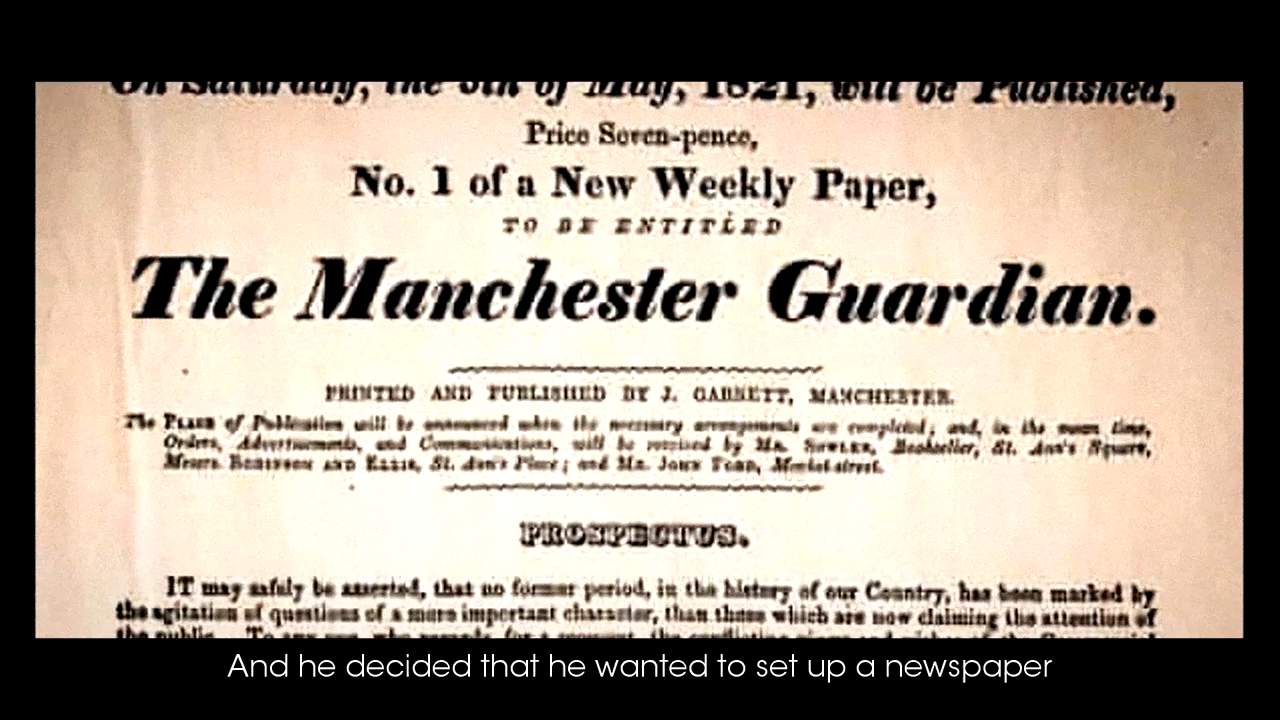 On Saturday, the 5th of May, 1821, will be Published,
Price Seven-pence,
No. 1 of a New Weekly Paper,
TO BE ENTITLED
The Manchester Guardian.
PRINTED AND PUBLISHED BY J. GARNETT, MANCHESTER.
The PLACE of Publication will be announced when the necessary arrangements are completed; and, in the mean time,
Orders, Advertisements, and Communications, will be received by Mr. SOWLER, Bookseller, St. Ann's Square,
Messrs. ROBINSON AND ELLIS, St. Ann's Place; and Mr. JOHN FORD, Market-street.
PROSPECTUS.
IT may safely be asserted, that no former period, in the history of our Country, has been marked by
the agitation of questions of a more important character, than those which are now claiming the attention of
the public.
And he decided that he wanted to set up a newspaper